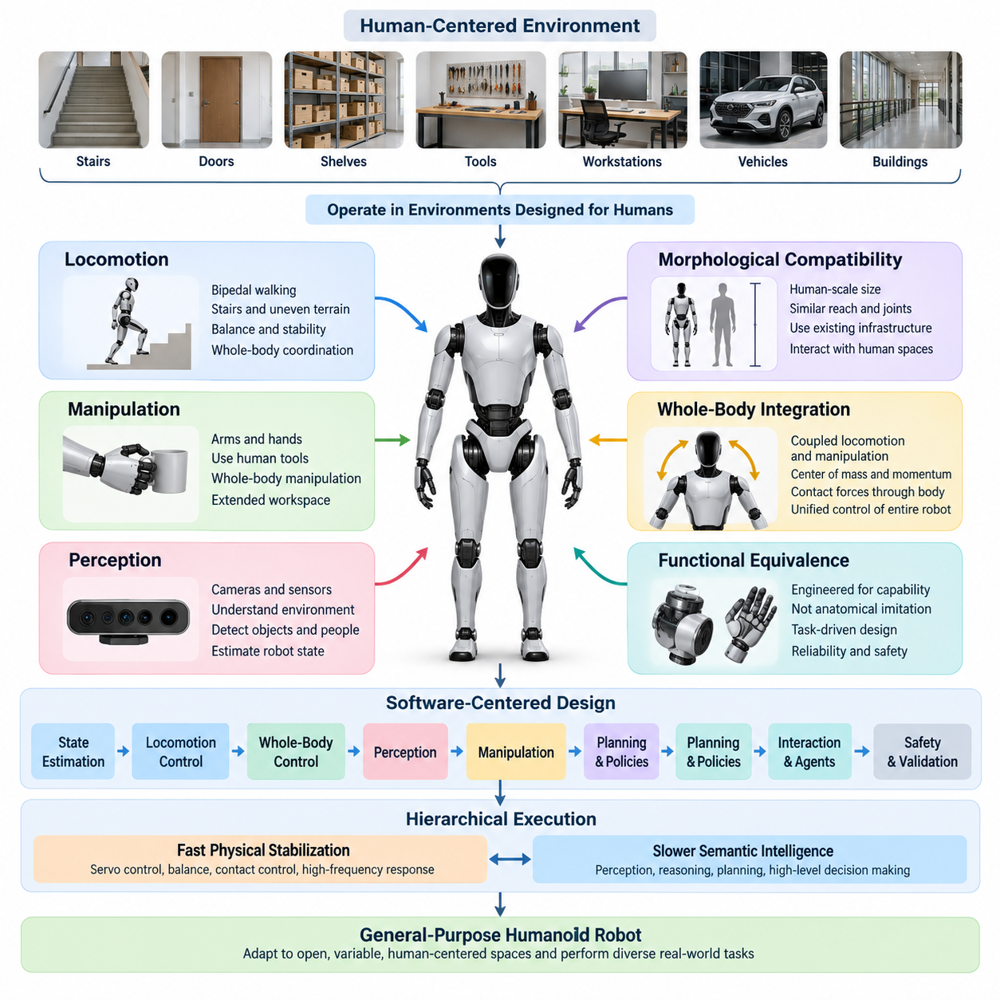 Human-Centered Environment
Stairs
Doors
Shelves
Tools
Workstations
Vehicles
Buildings
Operate in Environments Designed for Humans
Locomotion
Bipedal walking
Stairs and uneven terrain
Balance and stability
Whole-body coordination
Morphological Compatibility
Human-scale size
Similar reach and joints
Use existing infrastructure
Interact with human spaces
Manipulation
Arms and hands
Use human tools
Whole-body manipulation
Extended workspace
Whole-Body Integration
Coupled locomotion
and manipulation
Center of mass and momentum
Contact forces through body
Unified control of entire robot
Perception
Cameras and sensors
Understand environment
Detect objects and people
Estimate robot state
Functional Equivalence
Engineered for capability
Not anatomical imitation
Task-driven design
Reliability and safety
Software-Centered Design
State
Estimation
Locomotion
Control
Whole-Body
Control
Perception
Manipulation
Planning
& Policies
Planning
& Policies
Interaction
& Agents
Safety
& Validation
Hierarchical Execution
Fast Physical Stabilization
Servo control, balance, contact control, high-frequency response
Slower Semantic Intelligence
Perception, reasoning, planning, high-level decision making
General-Purpose Humanoid Robot
Adapt to open, variable, human-centered spaces and perform diverse real-world tasks